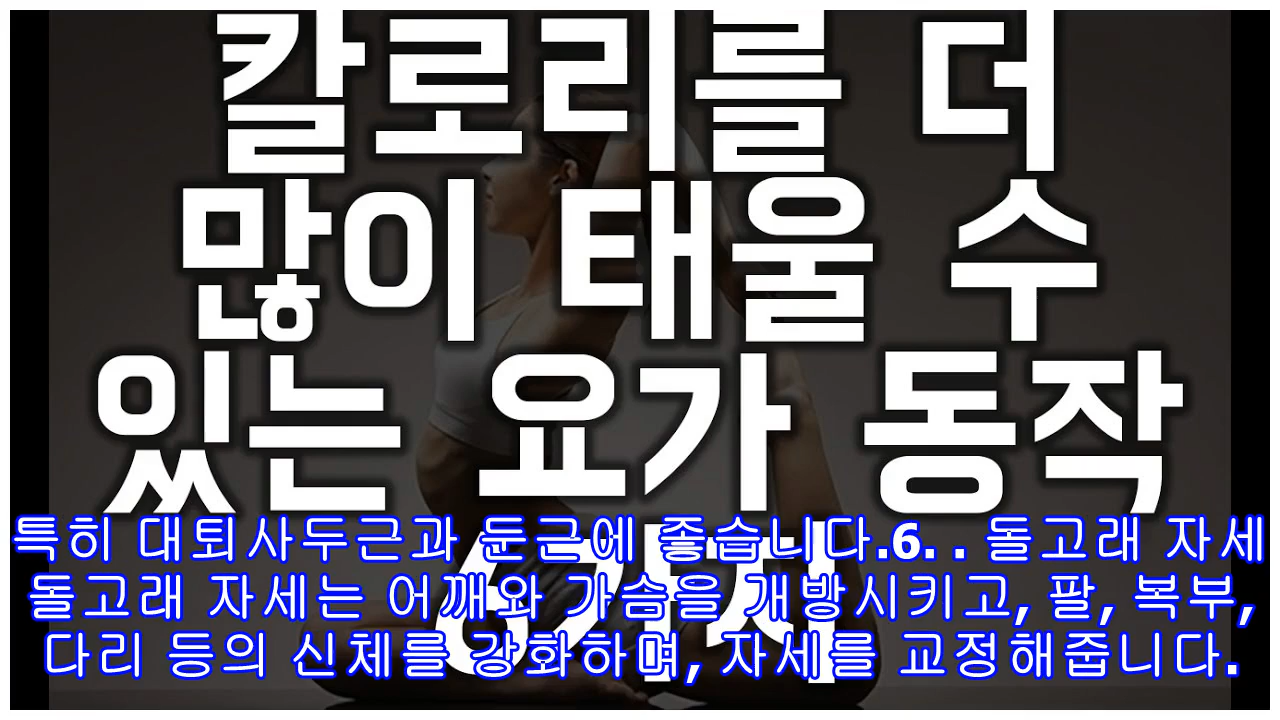 칼로리를 더
많이 태울 수
있는 요가 동작
6가지
특히 대퇴사두근과 둔근에 좋습니다.6. . 돌고래 자세
돌고래 자세는 어깨와 가슴을 개방시키고, 팔, 복부,
다리 등의 신체를 강화하며, 자세를 교정해줍니다.